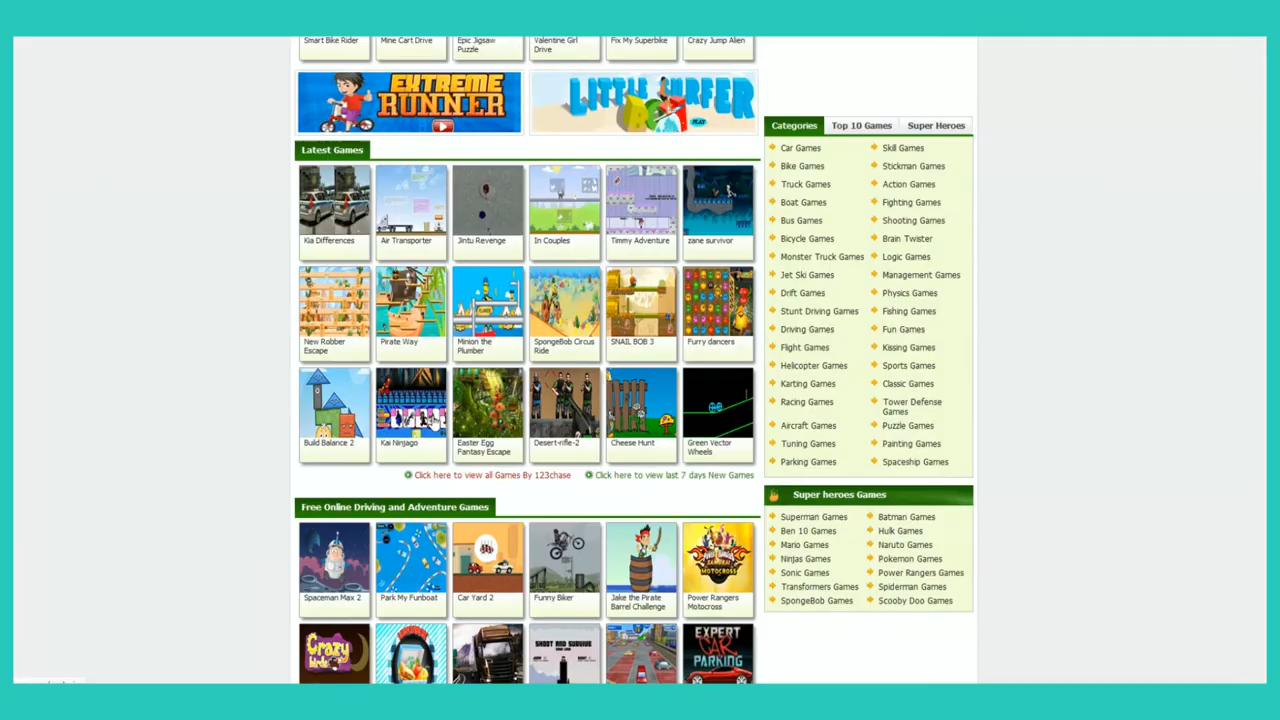 Smart Bike Rider
Mine Cart Drive
Epic Jigsaw
Puzzle
Valentine Girl
Drive
Fix My Superbike
Crazy Jump Alien
EXTREME
RUNNER
LITTLE SURFER
BOY
PLAY
Latest Games
Kia Differences
Air Transporter
Jintu Revenge
In Couples
Timmy Adventure
zane survivor
New Robber
Escape
Pirate Way
Minion the
Plumber
SpongeBob Circus
Ride
SNAIL BOB 3
Furry dancers
Build Balance 2
Kai Ninjago
Easter Egg
Fantasy Escape
Desert-rifle-2
Cheese Hunt
Green Vector
Wheels
Click here to view all Games By 123chase
Click here to view last 7 days New Games
Free Online Driving and Adventure Games
Spaceman Max 2
Park My Funboat
Car Yard 2
Funny Biker
Jake the Pirate
Barrel Challenge
Power Rangers
Motocross
Crazy
SHOOT AND SURVIVE
EXPERT
CAR
PARKING
Categories
Top 10 Games
Super Heroes
Car Games
Skill Games
Bike Games
Stickman Games
Truck Games
Action Games
Boat Games
Fighting Games
Bus Games
Shooting Games
Bicycle Games
Brain Twister
Monster Truck Games
Logic Games
Jet Ski Games
Management Games
Drift Games
Physics Games
Stunt Driving Games
Fishing Games
Driving Games
Fun Games
Flight Games
Kissing Games
Helicopter Games
Sports Games
Karting Games
Classic Games
Racing Games
Tower Defense
Games
Aircraft Games
Puzzle Games
Tuning Games
Painting Games
Parking Games
Spaceship Games
Super heroes Games
Superman Games
Batman Games
Ben 10 Games
Hulk Games
Mario Games
Naruto Games
Ninjas Games
Pokemon Games
Sonic Games
Power Rangers Games
Transformers Games
Spiderman Games
SpongeBob Games
Scooby Doo Games